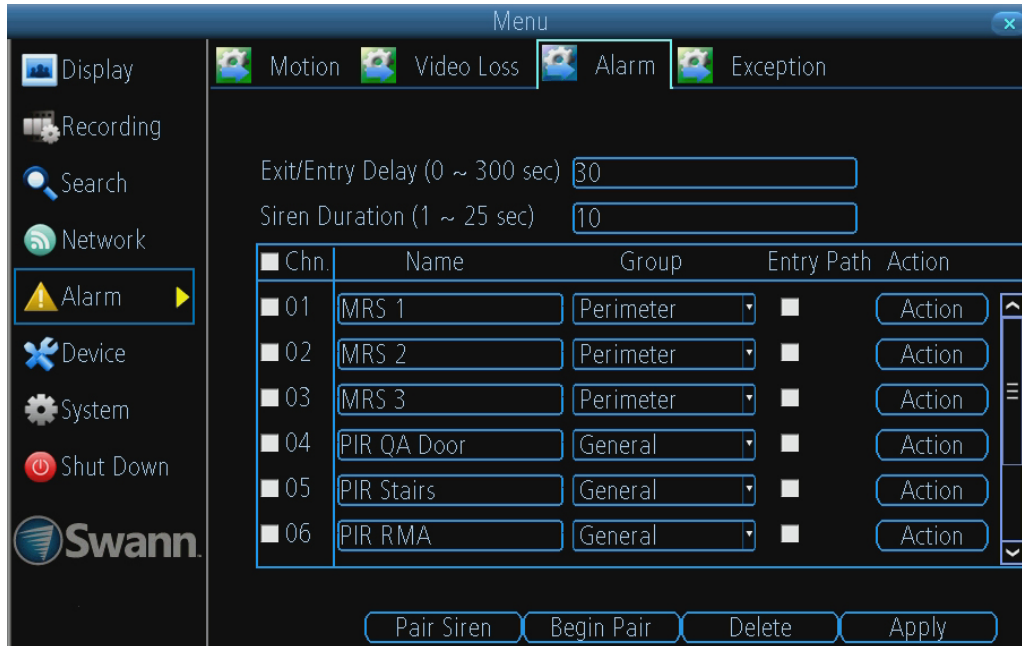 Menu
Display
Recording
Search
Network
Alarm
Device
System
Shut Down
Swann
Motion Video Loss Alarm Exception
Exit/Entry Delay (0 ~ 300 sec) 30
Siren Duration (1 ~ 25 sec) 10
Chn. Name Group Entry Path Action
01 MRS 1 Perimeter Action
02 MRS 2 Perimeter Action
03 MRS 3 Perimeter Action
04 PIR QA Door General Action
05 PIR Stairs General Action
06 PIR RMA General Action
Pair Siren Begin Pair Delete Apply